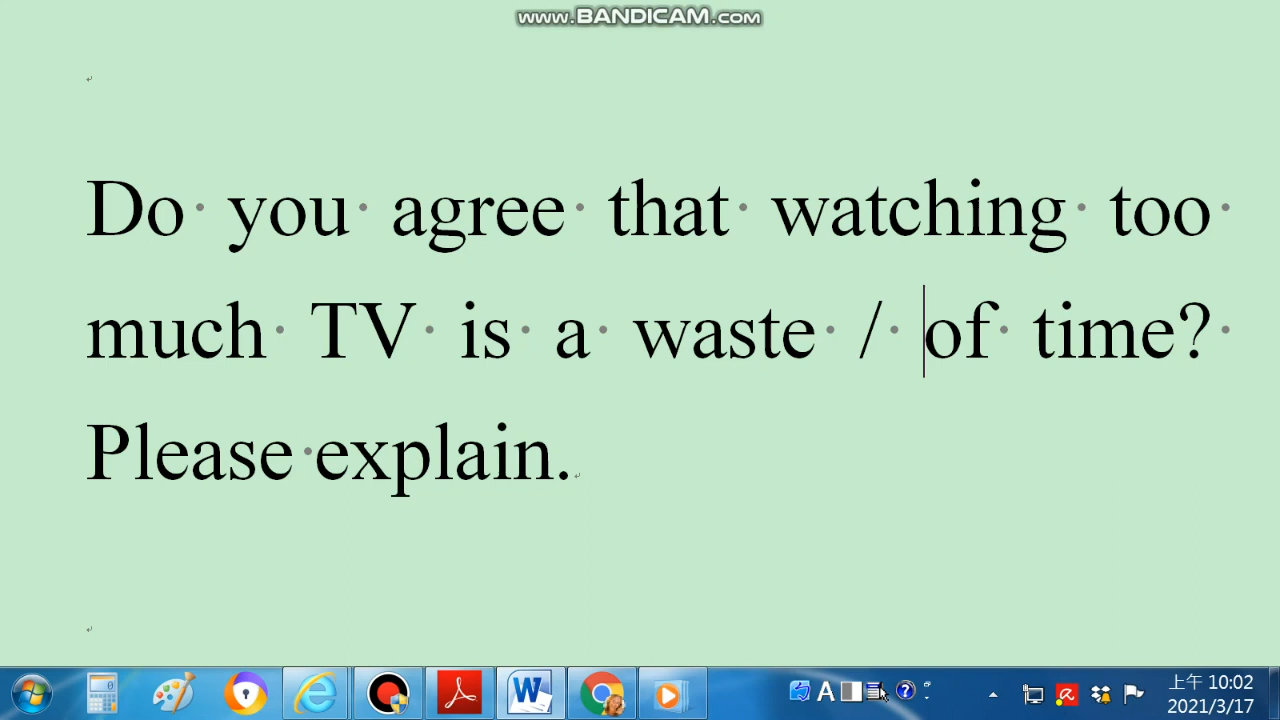 www.BANDICAM.com
Do you agree that watching too
much TV is a waste / of time?
Please explain.
上午 10:02
2021/3/17